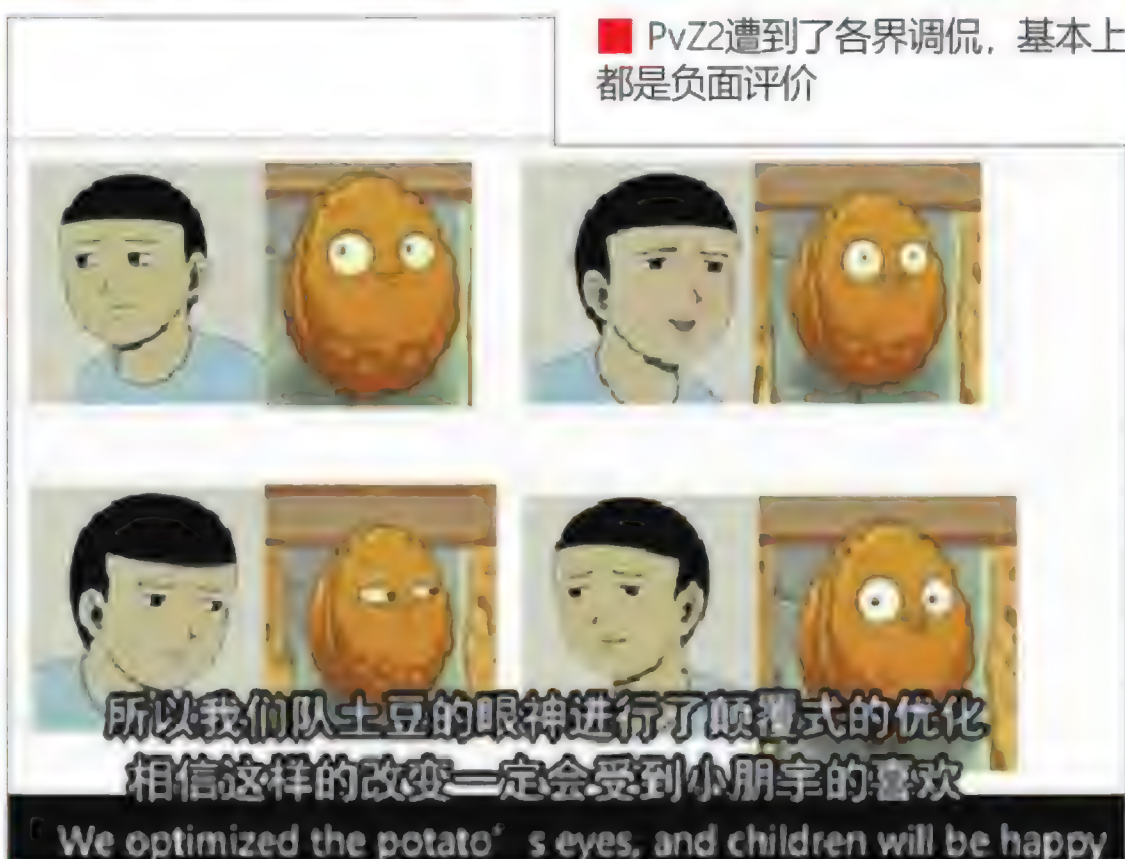 PvZ2遭到了各界调侃，基本上
都是负面评价
所以我们队土豆的眼神进行了颠覆式的优化
相信这样的改变一定会受到小朋宇的喜欢
We optimized the potato' s eyes, and children will be happy